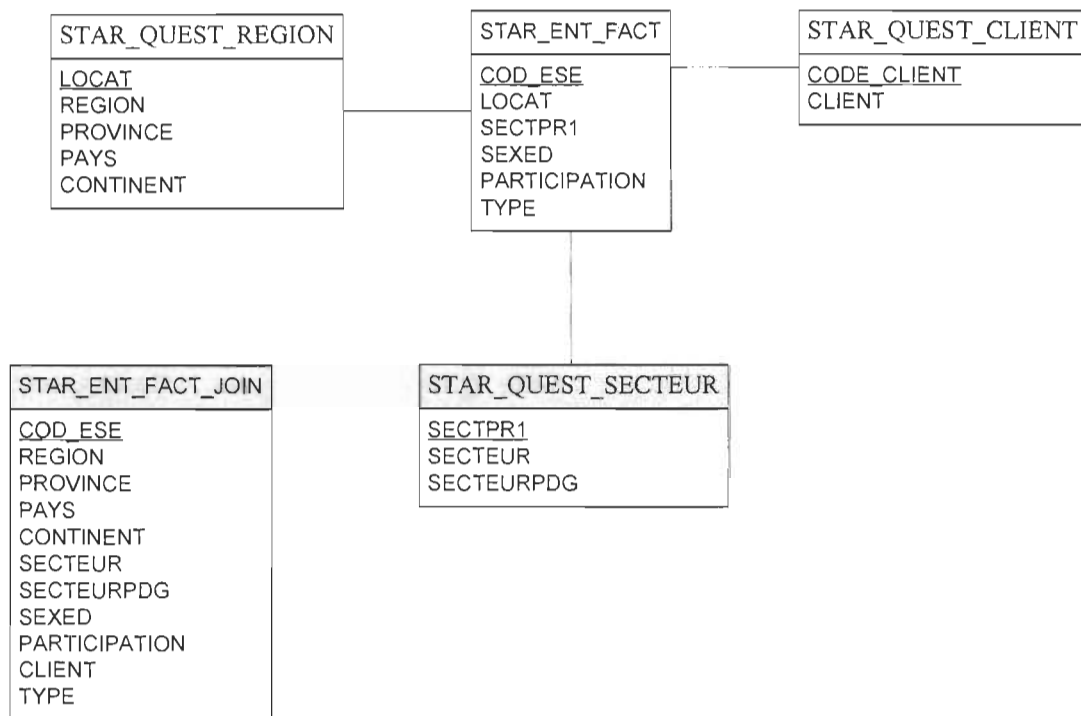 STAR_QUEST_REGION
LOCAT
REGION
PROVINCE
PAYS
CONTINENT
STAR_ENT_FACT
COD_ESE
LOCAT
SECTPR1
SEXED
PARTICIPATION
TYPE
STAR_QUEST_CLIENT
CODE_CLIENT
CLIENT
STAR_ENT_FACT_JOIN
COD_ESE
REGION
PROVINCE
PAYS
CONTINENT
SECTEUR
SECTEURPDG
SEXED
PARTICIPATION
CLIENT
TYPE
STAR_QUEST_SECTEUR
SECTPR1
SECTEUR
SECTEURPDG